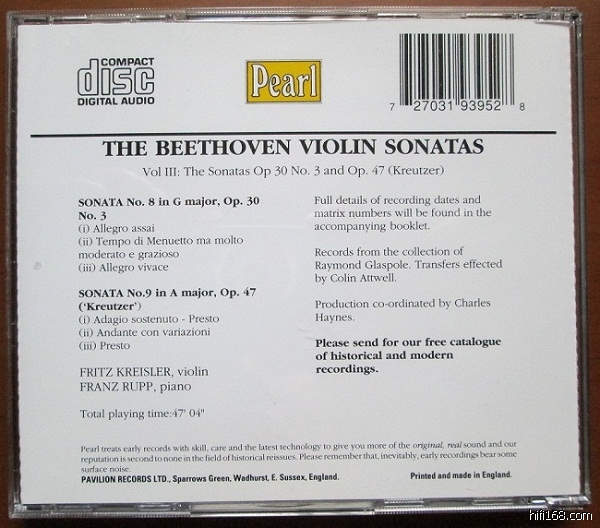 COMPACT
disc
DIGITAL AUDIO
Pearl
7 27031 93952 8
THE BEETHOVEN VIOLIN SONATAS
Vol III: The Sonatas Op 30 No. 3 and Op. 47 (Kreutzer)
SONATA No. 8 in G major, Op. 30
No. 3
(i) Allegro assai
(ii) Tempo di Menuetto ma molto
moderato e grazioso
(iii) Allegro vivace
SONATA No.9 in A major, Op. 47
('Kreutzer')
(i) Adagio sostenuto - Presto
(ii) Andante con variazioni
(iii) Presto
FRITZ KREISLER, violin
FRANZ RUPP, piano
Total playing time:47' 04"
Full details of recording dates and
matrix numbers will be found in the
accompanying booklet.
Records from the collection of
Raymond Glaspole. Transfers effected
by Colin Attwell.
Production co-ordinated by Charles
Haynes.
Please send for our free catalogue
of historical and modern
recordings.
Pearl treats early records with skill, care and the latest technology to give you more of the original, real sound and our
reputation is second to none in the field of historical reissues. Please remember that, inevitably, early recordings bear some
surface noise.
PAVILION RECORDS LTD., Sparrows Green, Wadhurst, E. Sussex, England.
Printed and made in England.
hifi168.com